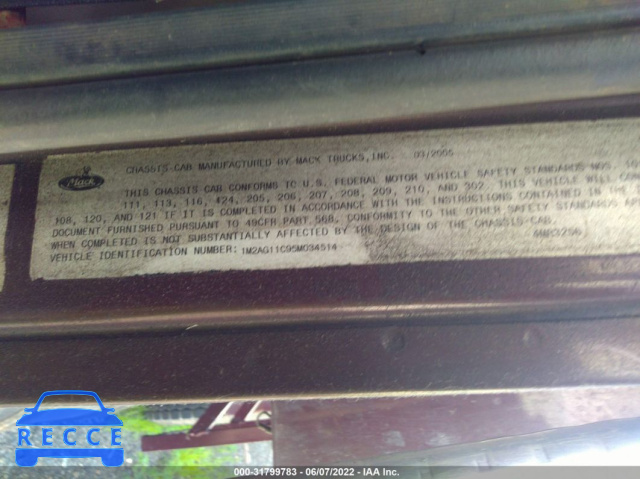 Mack
CHASSIS-CAB MANUFACTURED BY MACK TRUCKS, INC. 03/2005
THIS CHASSIS CAB CONFORMS TO U.S. FEDERAL MOTOR VEHICLE SAFETY STANDARDS NOS.
111, 113, 116, 424, 205, 206, 207, 208, 209, 210, AND 302. THIS VEHICLE WILL
108, 120, AND 121 IF IT IS COMPLETED IN ACCORDANCE WITH THE INSTRUCTIONS CONTAINED IN THE
DOCUMENT FURNISHED PURSUANT TO 49CFR PART 568. CONFORMITY TO THE OTHER SAFETY STANDARDS
WHEN COMPLETED IS NOT SUBSTANTIALLY AFFECTED BY THE DESIGN OF THE CHASSIS-CAB.
VEHICLE IDENTIFICATION NUMBER: 1M2AG11C95M034514
RECCE
000-31799783 - 06/07/2022 - IAA Inc.